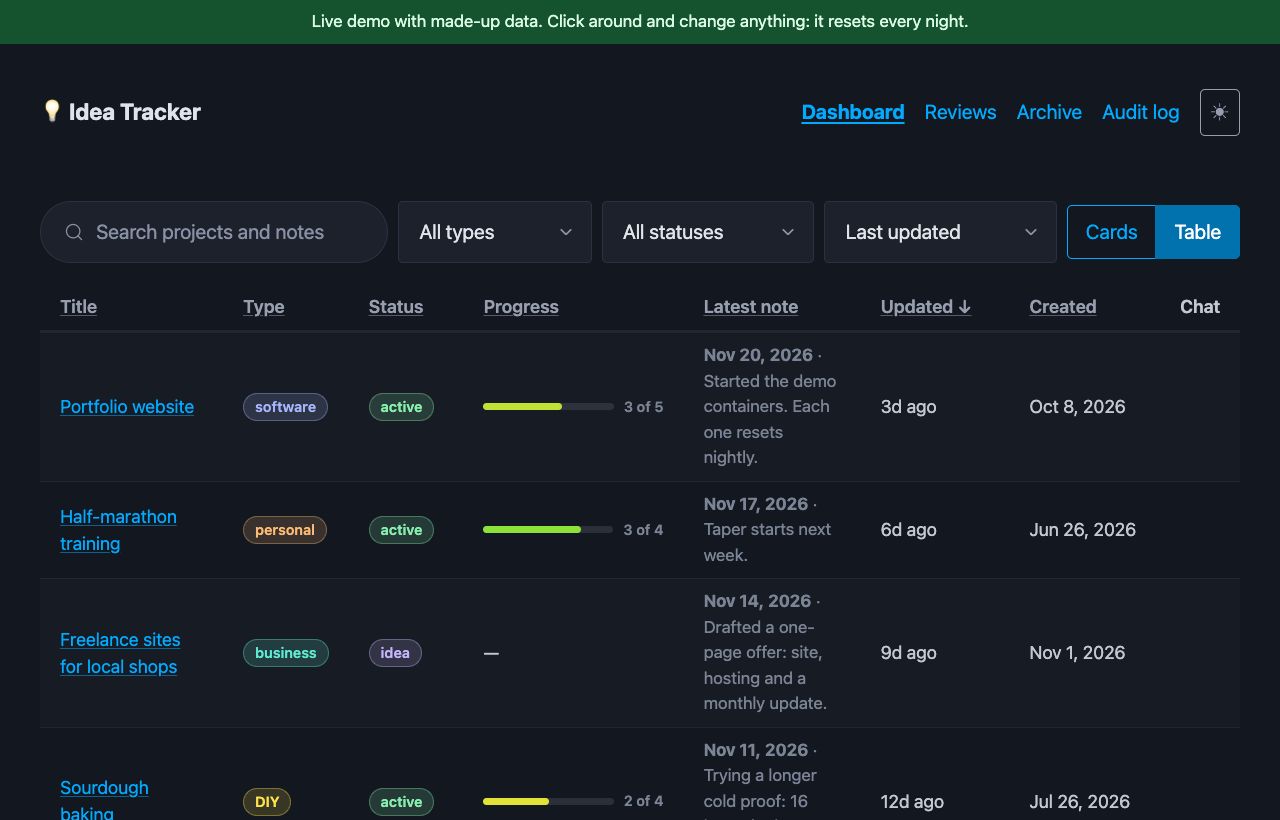 Live demo with made-up data. Click around and change anything: it resets every night.
Idea Tracker
Dashboard Reviews Archive Audit log
Search projects and notes All types All statuses Last updated Cards Table
Title Type Status Progress Latest note Updated ↓ Created Chat
Portfolio website software active 3 of 5
Nov 20, 2026 ·
Started the demo
containers. Each
one resets
nightly.
3d ago Oct 8, 2026
Half-marathon
training
personal active 3 of 4
Nov 17, 2026 ·
Taper starts next
week.
6d ago Jun 26, 2026
Freelance sites
for local shops
business idea —
Nov 14, 2026 ·
Drafted a one-
page offer: site,
hosting and a
monthly update.
9d ago Nov 1, 2026
Sourdough
baking
DIY active 2 of 4
Nov 11, 2026 ·
Trying a longer
cold proof: 16
12d ago Jul 26, 2026